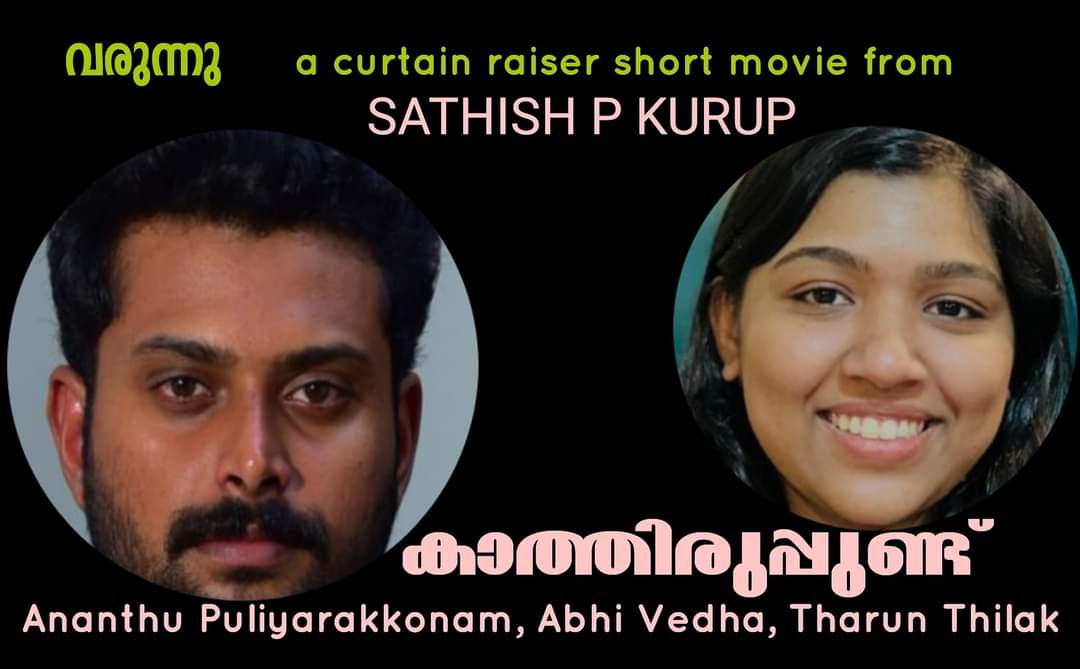 വരുന്നു a curtain raiser short movie from
SATHISH P KURUP
കാത്തിരുപ്പുണ്ട്
Ananthu Puliyarakkonam, Abhi Vedha, Tharun Thilak